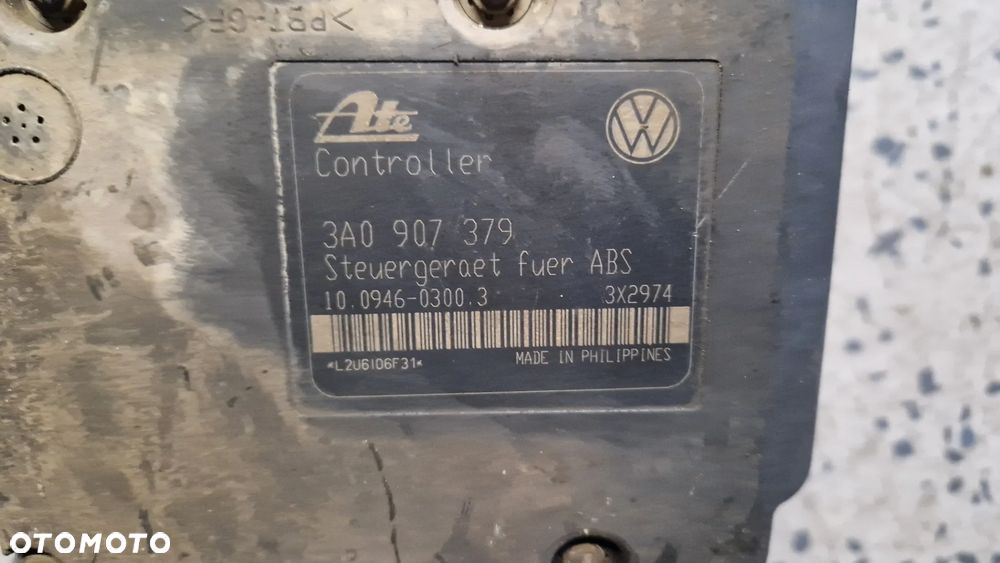 >PBT-GF<
Ate
Controller
3A0 907 379
Steuergeraet fuer ABS
10.0946-0300.3 3X2974
*L2U6I06F31*
MADE IN PHILIPPINES
OTOMOTO